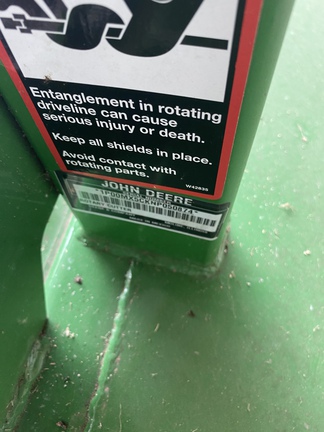 Entanglement in rotating
driveline can cause
serious injury or death.
Keep all shields in place.
Avoid contact with
rotating parts.
W42635
JOHN DEERE